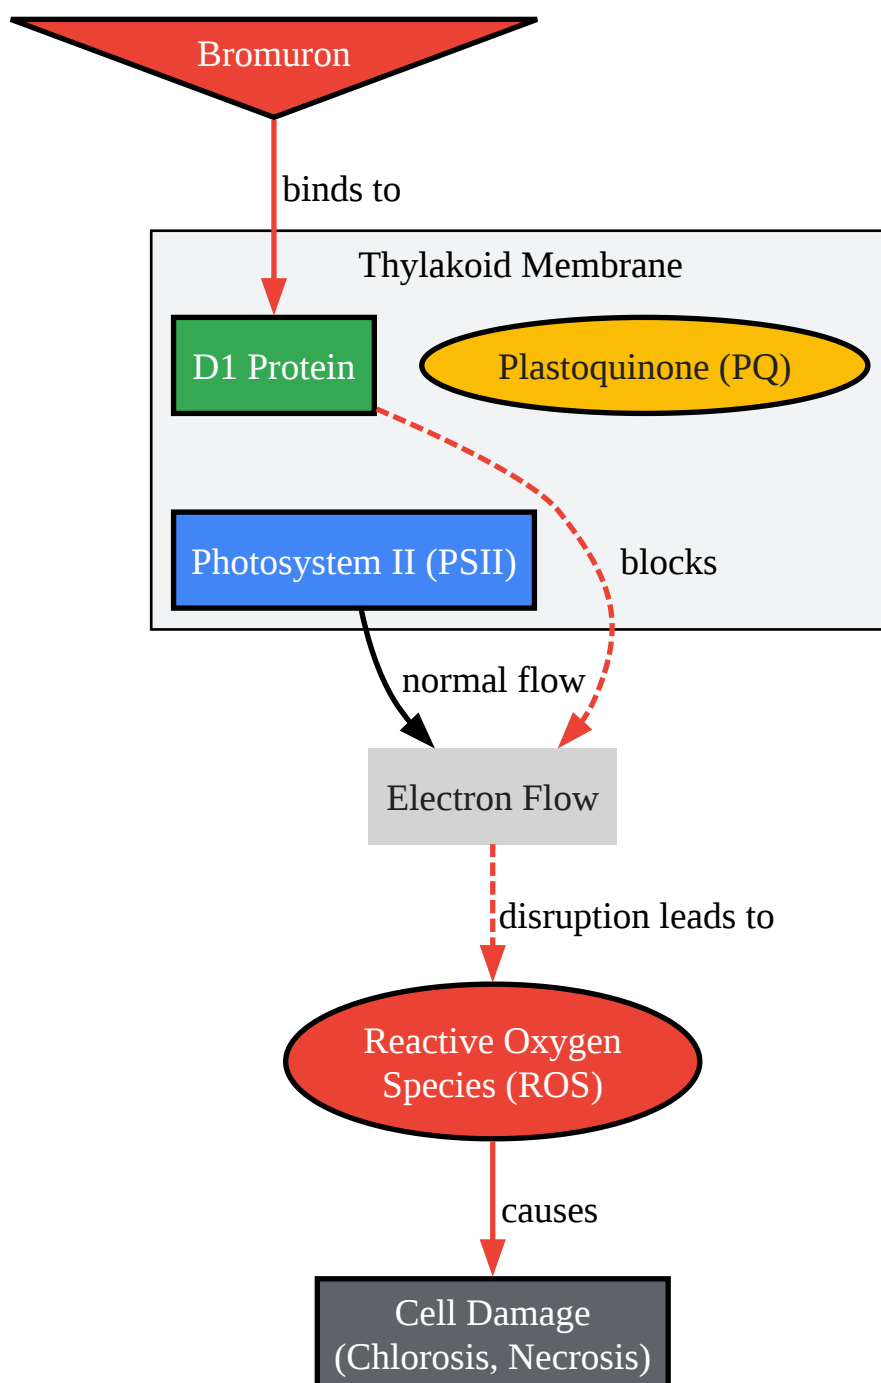 Bromuron
binds to
Thylakoid Membrane
D1 Protein
Plastoquinone (PQ)
Photosystem II (PSII)
blocks
normal flow
Electron Flow
disruption leads to
Reactive Oxygen
Species (ROS)
causes
Cell Damage
(Chlorosis, Necrosis)